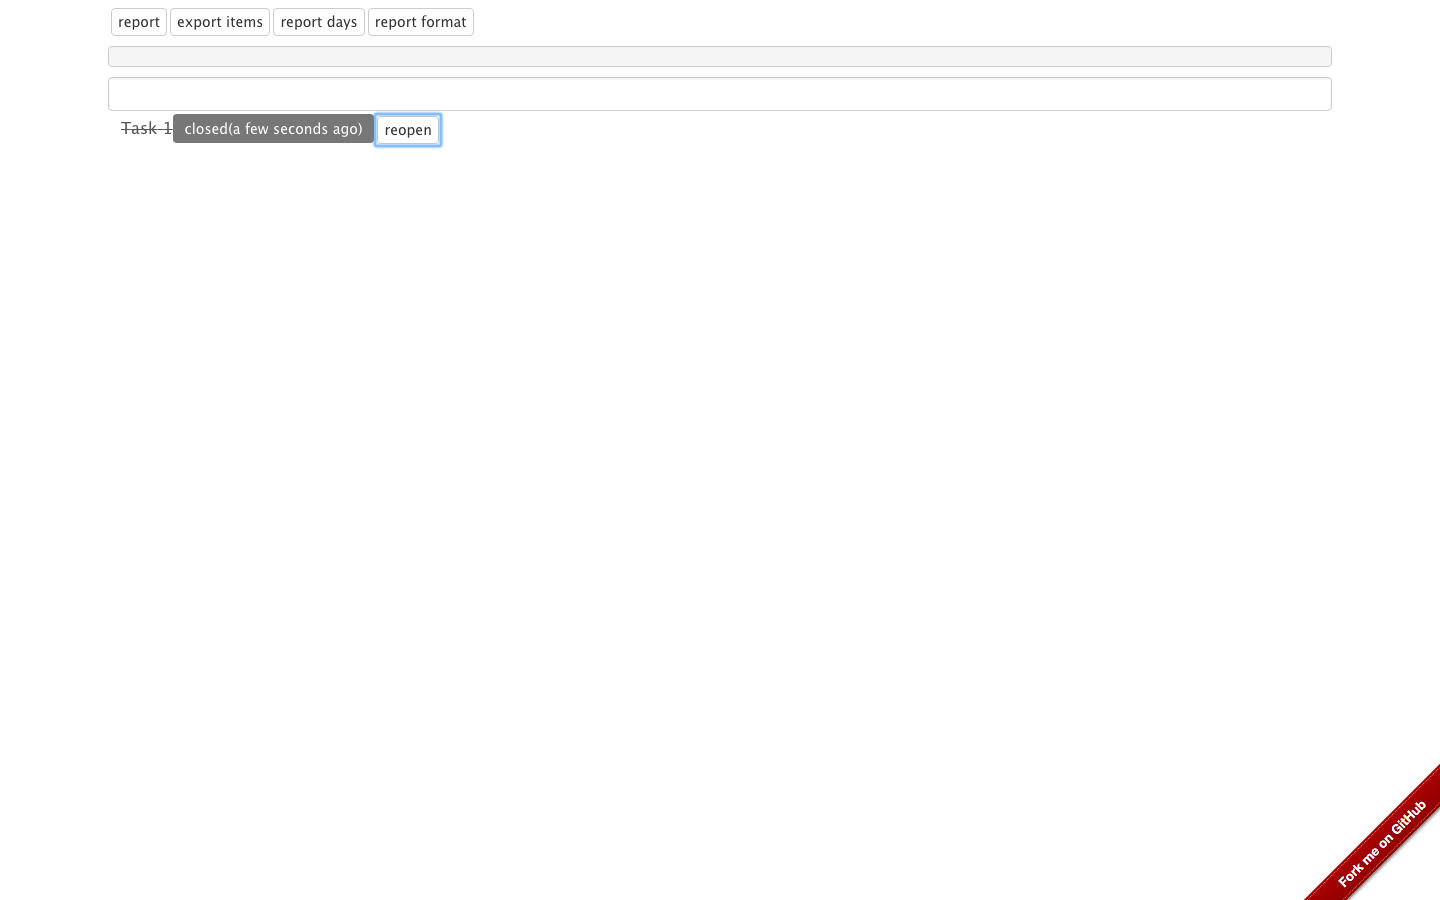 report export items report days report format
Task 1 closed(a few seconds ago) reopen
Fork me on GitHub